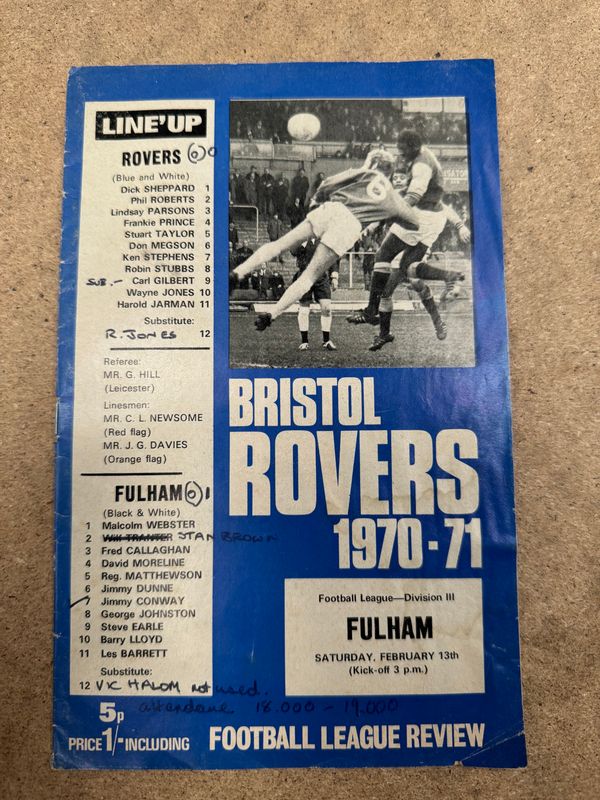 LINE'UP
ROVERS (0) 0
(Blue and White)
Dick SHEPPARD 1
Phil ROBERTS 2
Lindsay PARSONS 3
Frankie PRINCE 4
Stuart TAYLOR 5
Don MEGSON 6
Ken STEPHENS 7
Robin STUBBS 8
SUB.- Carl GILBERT 9
Wayne JONES 10
Harold JARMAN 11
Substitute:
R. JONES 12
Referee:
MR. G. HILL
(Leicester)
Linesmen:
MR. C. L. NEWSOME
(Red flag)
MR. J. G. DAVIES
(Orange flag)
FULHAM (0) 1
(Black & White)
1 Malcolm WEBSTER
2 Will TRANTER STAN BROWN
3 Fred CALLAGHAN
4 David MORELINE
5 Reg. MATTHEWSON
6 Jimmy DUNNE
7 Jimmy CONWAY
8 George JOHNSTON
9 Steve EARLE
10 Barry LLOYD
11 Les BARRETT
Substitute:
12 VIC HALOM not used.
attendance 18.000 - 19.000
BRISTOL
ROVERS
1970-71
Football League—Division III
FULHAM
SATURDAY, FEBRUARY 13th
(Kick-off 3 p.m.)
5p
PRICE 1/- INCLUDING FOOTBALL LEAGUE REVIEW